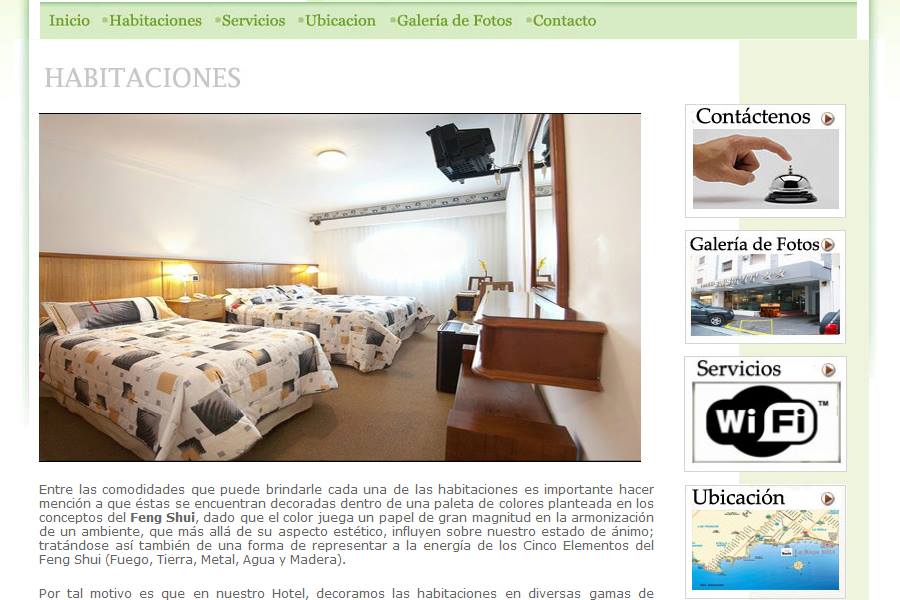 Inicio Habitaciones Servicios Ubicacion Galería de Fotos Contacto
HABITACIONES
Entre las comodidades que puede brindarle cada una de las habitaciones es importante hacer
mención a que éstas se encuentran decoradas dentro de una paleta de colores planteada en los
conceptos del Feng Shui, dado que el color juega un papel de gran magnitud en la armonización
de un ambiente, que más allá de su aspecto estético, influyen sobre nuestro estado de ánimo;
tratándose así también de una forma de representar a la energía de los Cinco Elementos del
Feng Shui (Fuego, Tierra, Metal, Agua y Madera).
Por tal motivo es que en nuestro Hotel, decoramos las habitaciones en diversas gamas de
Contáctenos
Galería de Fotos
Servicios
Wi Fi TM
Ubicación